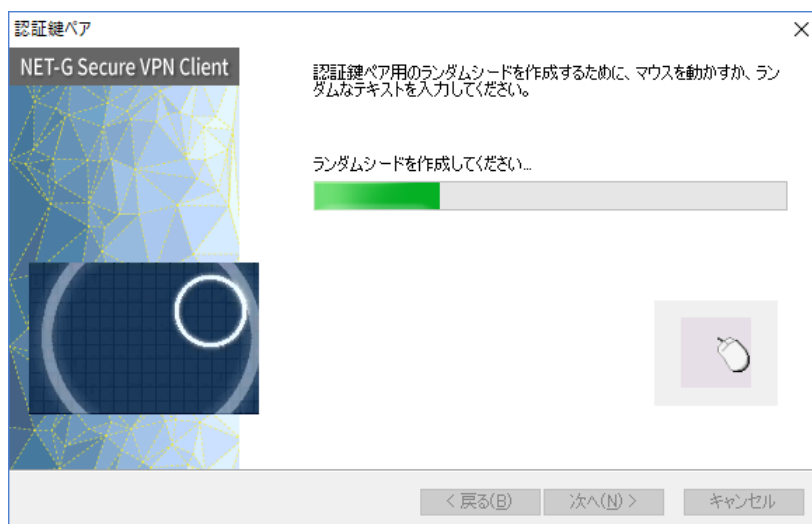 認証鍵ペア
NET-G Secure VPN Client
認証鍵ペア用のランダムシードを作成するために、マウスを動かすか、ラン
ダムなテキストを入力してください。
ランダムシードを作成してください...
< 戻る(B)
次へ(N) >
キャンセル